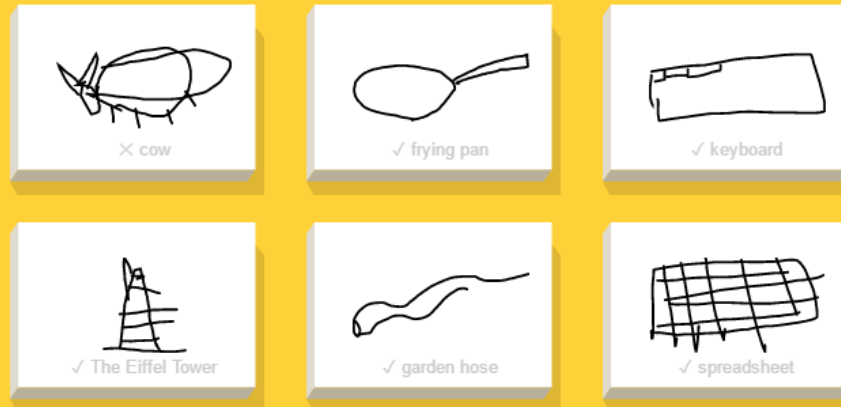 ✕ cow
✓ frying pan
✓ keyboard
✓ The Eiffel Tower
✓ garden hose
✓ spreadsheet